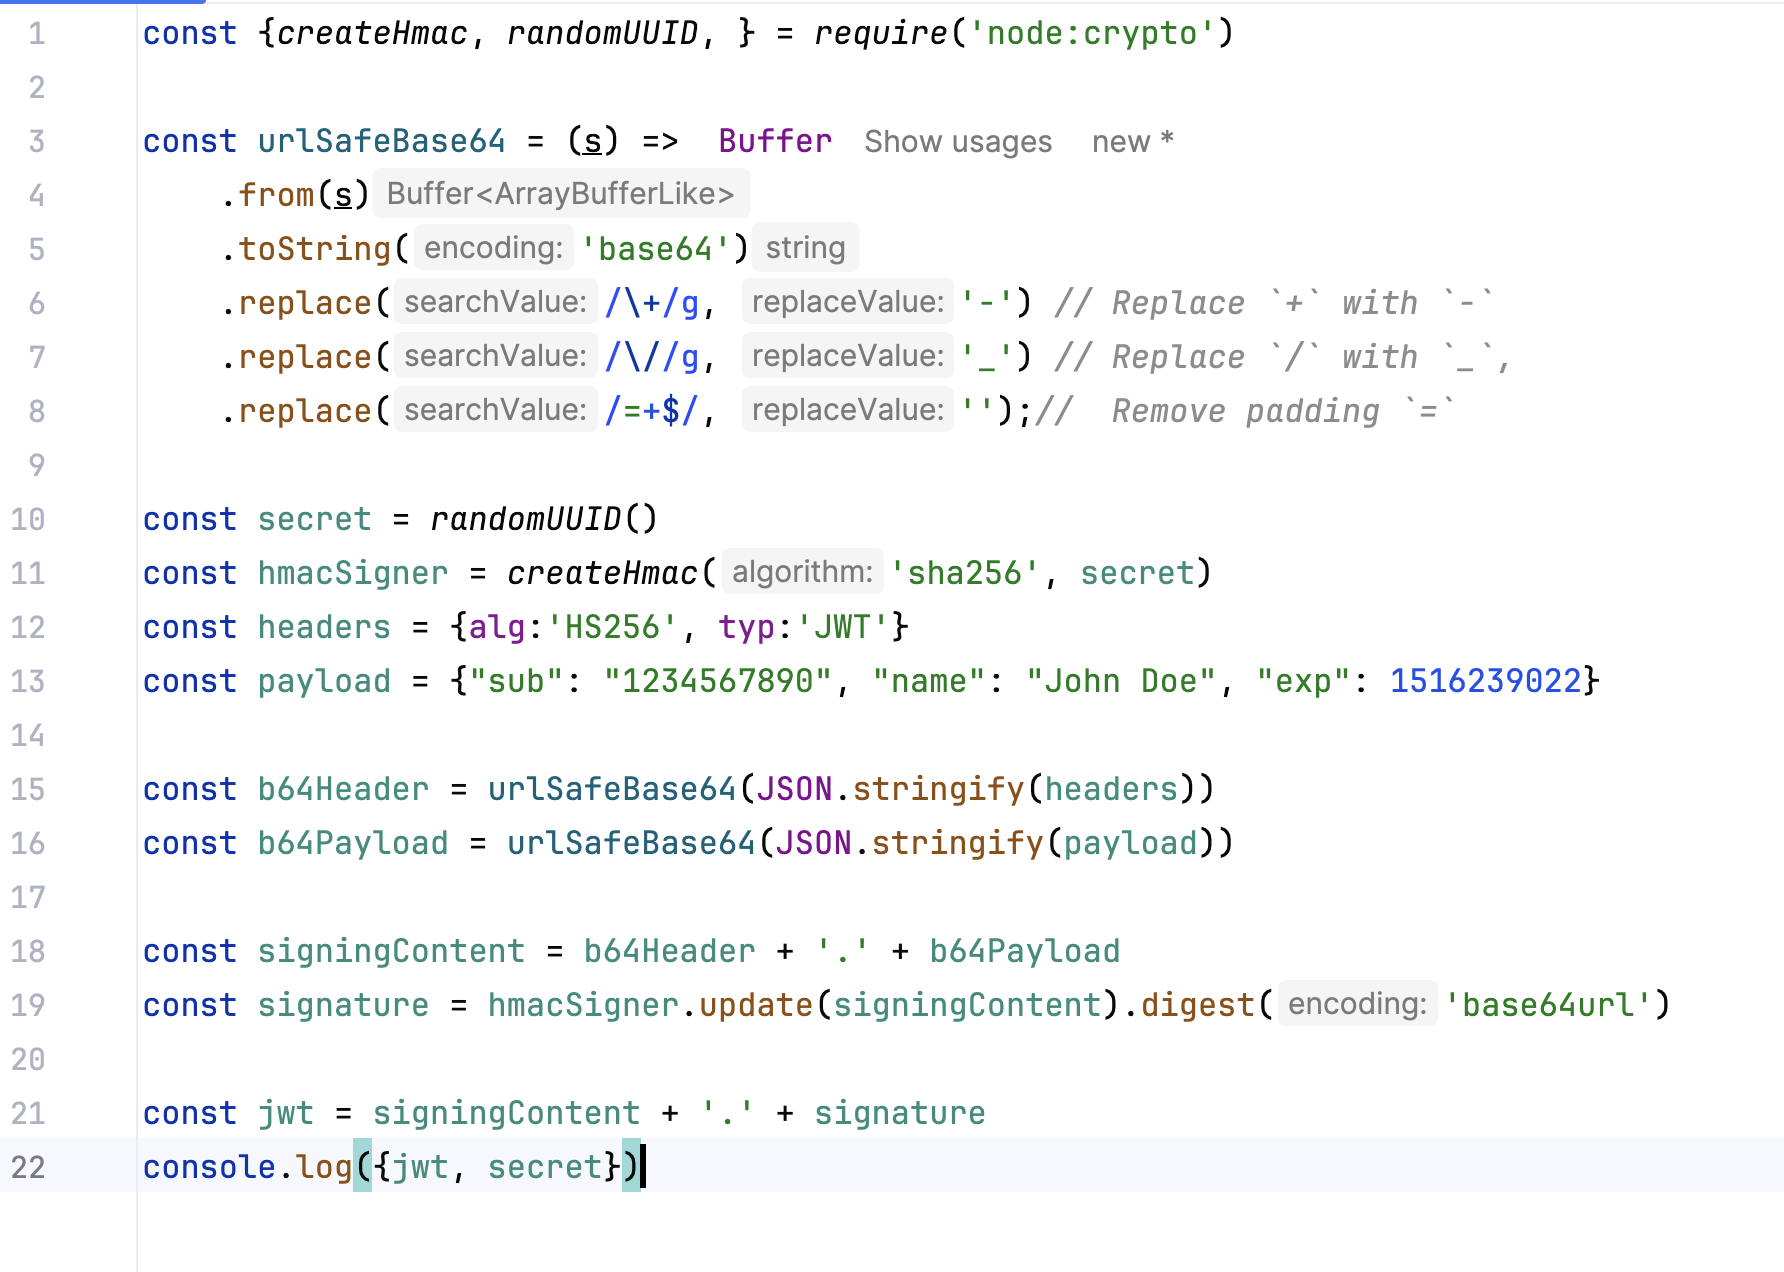 1 const {createHmac, randomUUID, } = require('node:crypto')
2
3 const urlSafeBase64 = (s) => Buffer Show usages new *
4 .from(s) Buffer<ArrayBufferLike>
5 .toString( encoding: 'base64') string
6 .replace( searchValue: /\+/g, replaceValue: '-') // Replace `+` with `-`
7 .replace( searchValue: /\//g, replaceValue: '_') // Replace `/` with `_`,
8 .replace( searchValue: /=+$/, replaceValue: '');//  Remove padding `=`
9
10 const secret = randomUUID()
11 const hmacSigner = createHmac( algorithm: 'sha256', secret)
12 const headers = {alg:'HS256', typ:'JWT'}
13 const payload = {"sub": "1234567890", "name": "John Doe", "exp": 1516239022}
14
15 const b64Header = urlSafeBase64(JSON.stringify(headers))
16 const b64Payload = urlSafeBase64(JSON.stringify(payload))
17
18 const signingContent = b64Header + '.' + b64Payload
19 const signature = hmacSigner.update(signingContent).digest( encoding: 'base64url')
20
21 const jwt = signingContent + '.' + signature
22 console.log({jwt, secret})